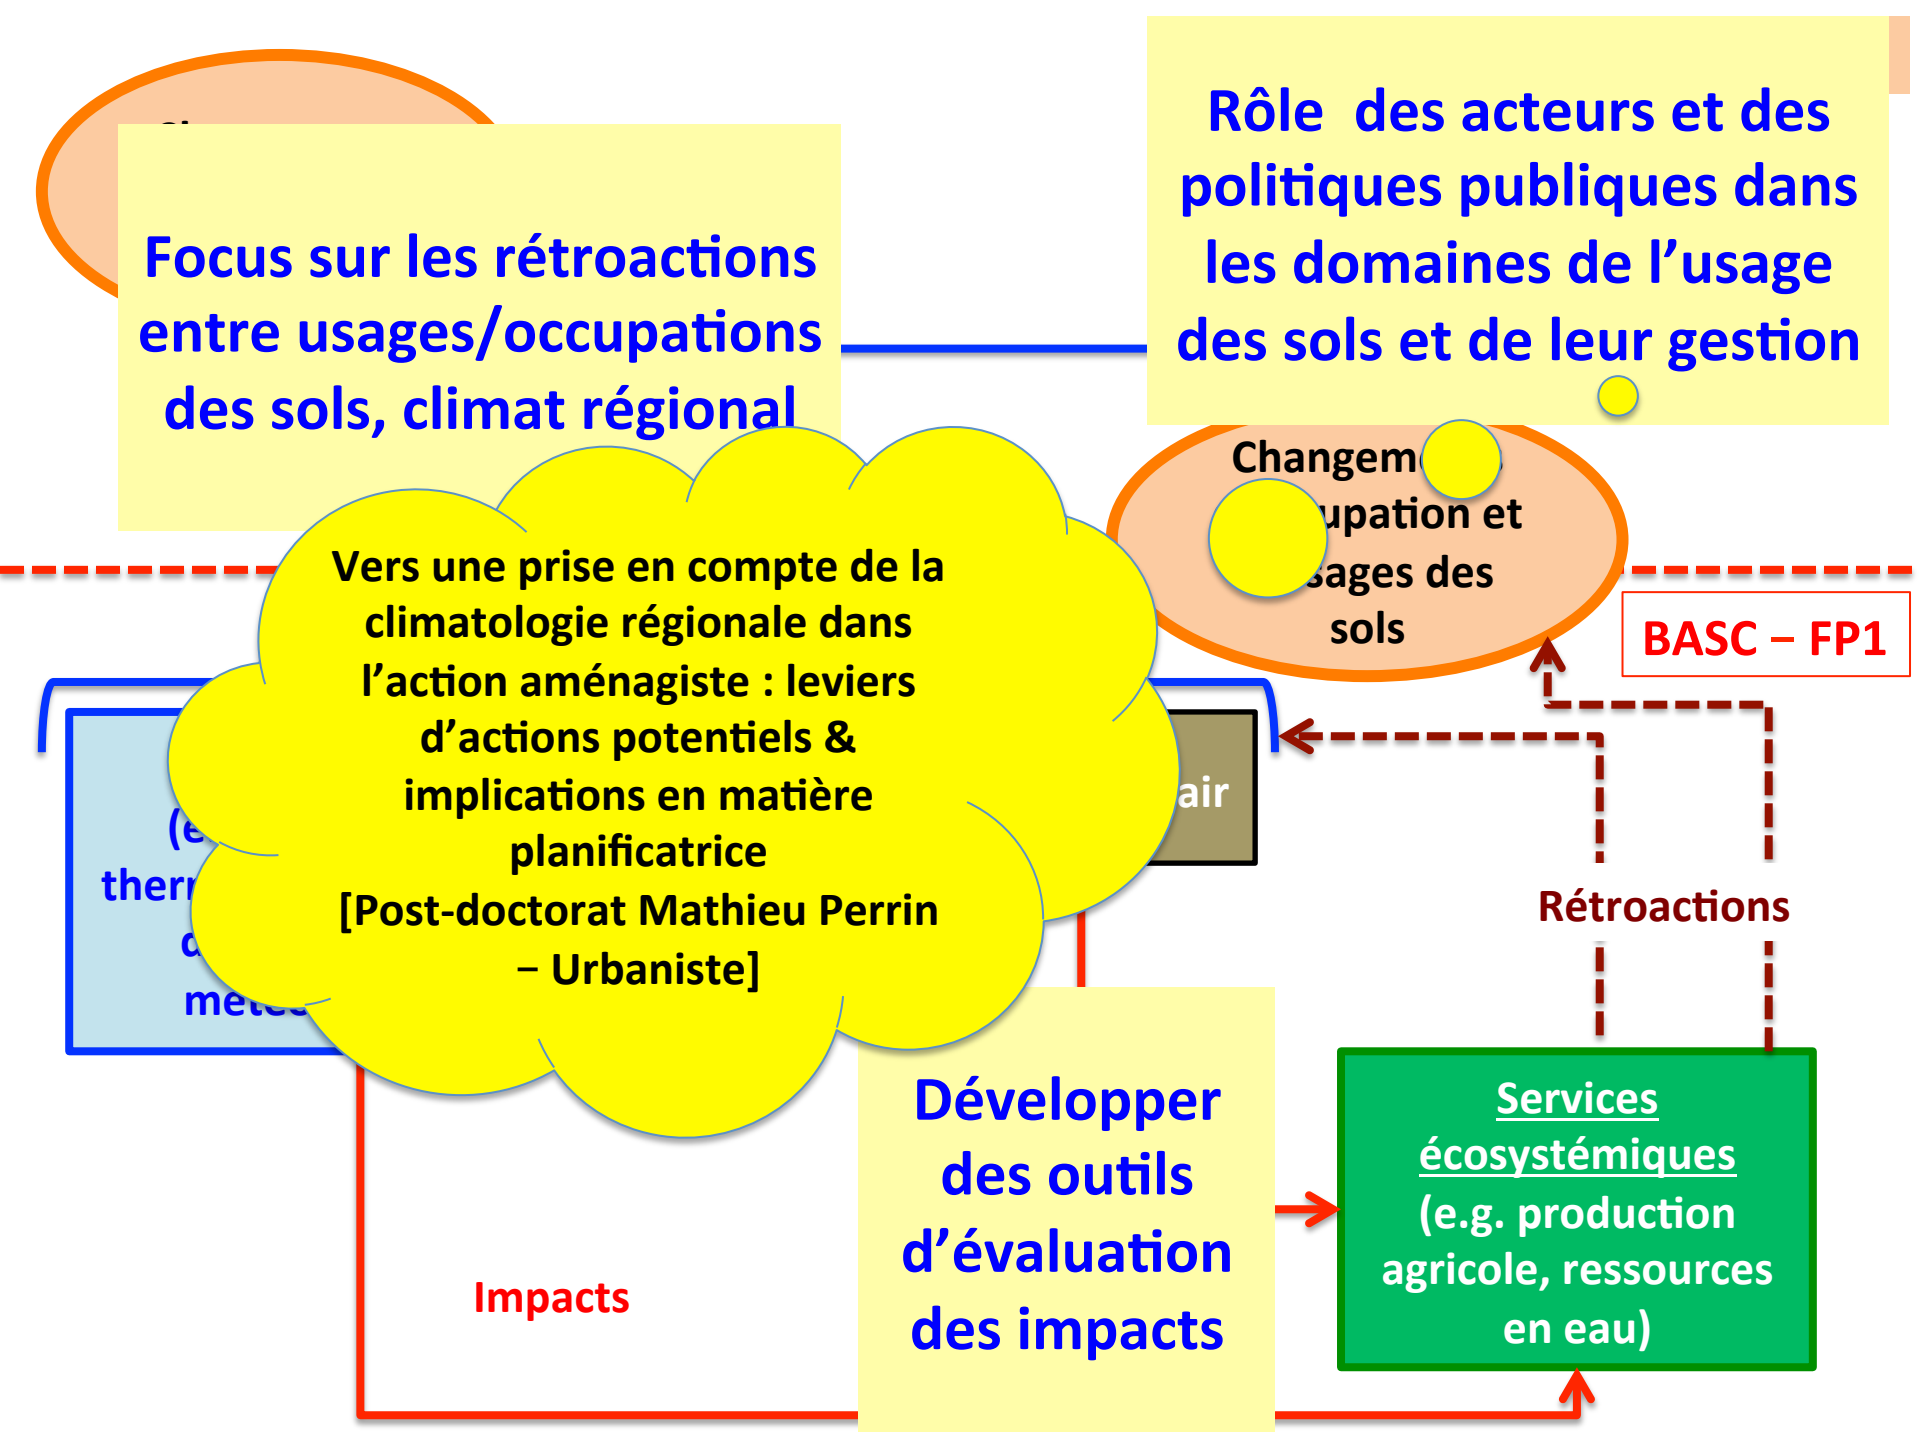 Rôle des acteurs et des
politiques publiques dans
les domaines de l’usage
des sols et de leur gestion
Focus sur les rétroactions
entre usages/occupations
des sols, climat régional
upation et
sages des
sols
Vers une prise en compte de la
climatologie régionale dans
l’action aménagiste : leviers
d’actions potentiels &
implications en matière
planificatrice
[Post-doctorat Mathieu Perrin
– Urbaniste]
BASC – FP1
air
Rétroactions
Développer
des outils
d’évaluation
des impacts
Impacts
Services
écosystémiques
(e.g. production
agricole, ressources
en eau)